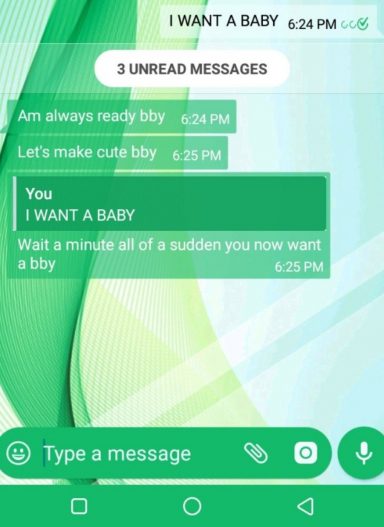 I WANT A BABY 6:24 PM
3 UNREAD MESSAGES
Am always ready bby 6:24 PM
Let's make cute bby 6:25 PM
You
I WANT A BABY
Wait a minute all of a sudden you now want
a bby 6:25 PM
Type a message